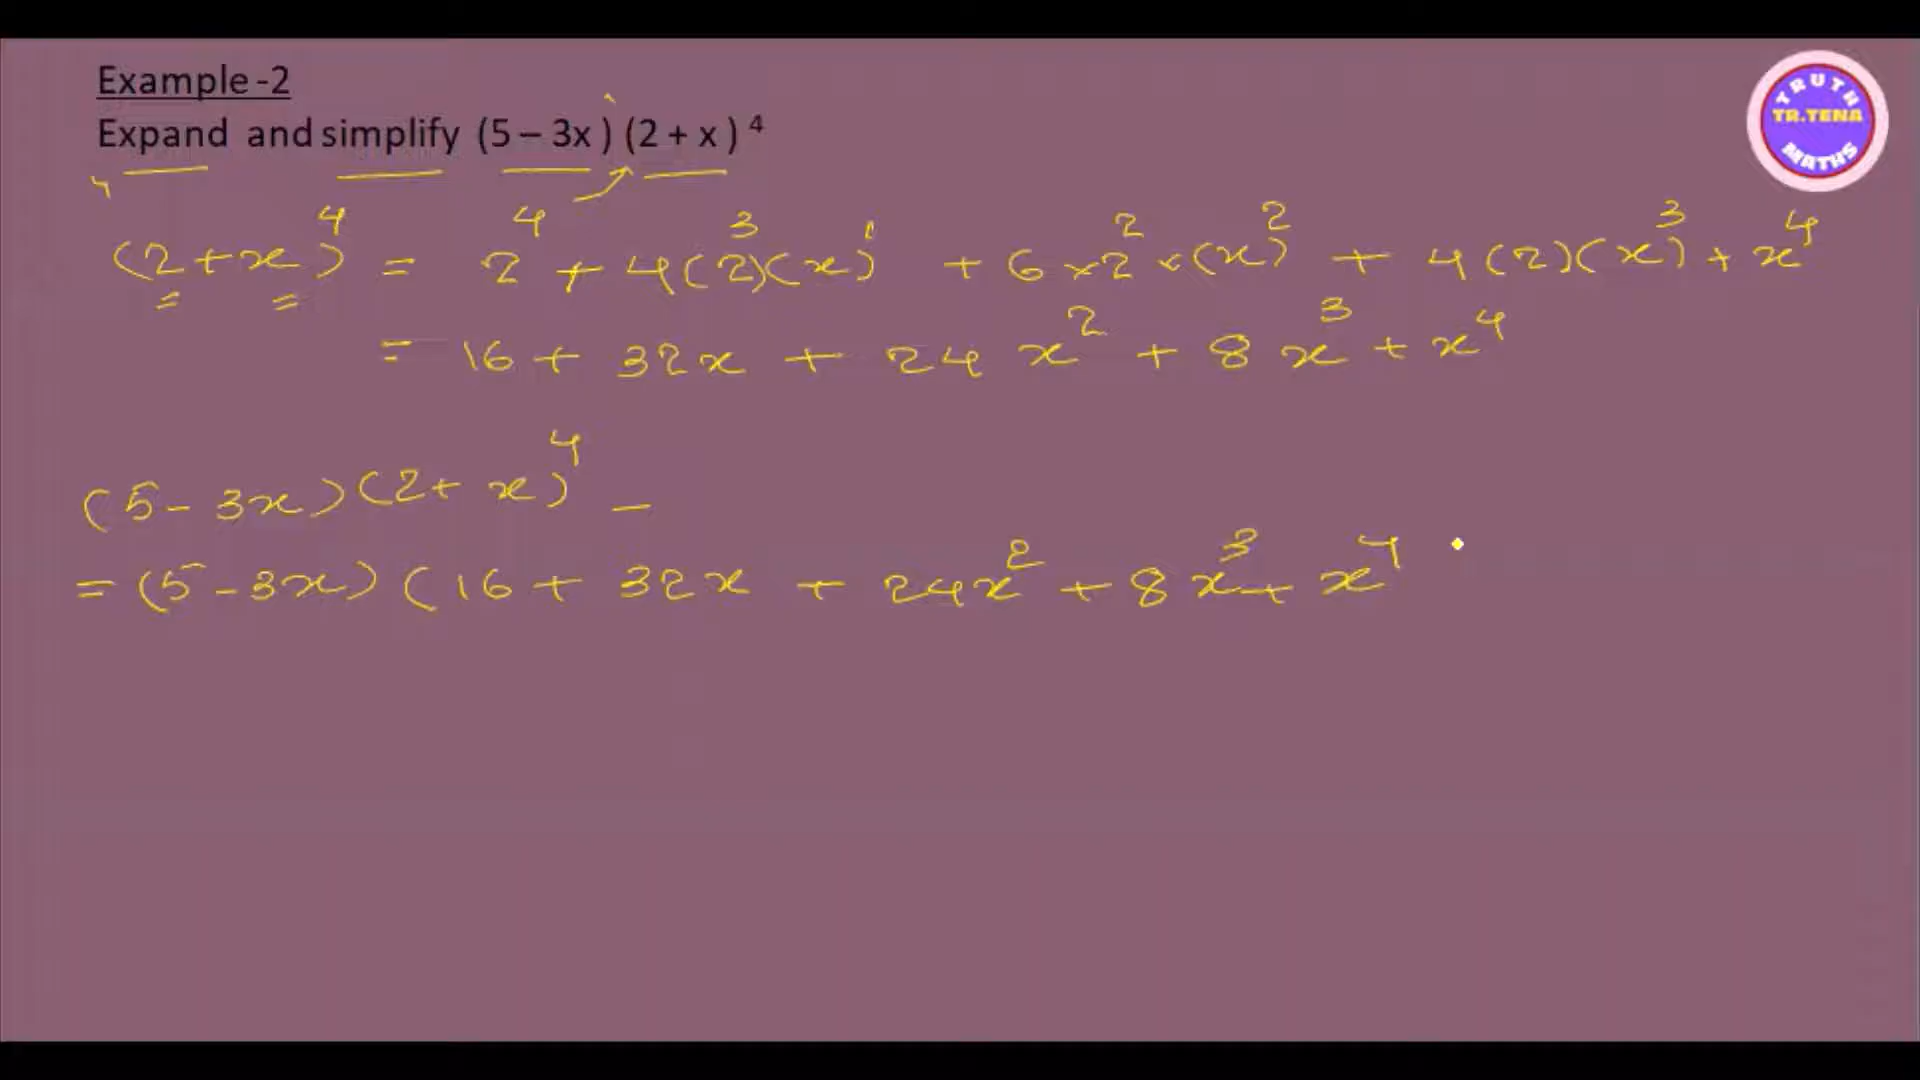 Example -2
Expand and simplify (5 – 3x ) (2 + x ) ⁴
TRUTH
TR.TENA
MATHS
(2+x)⁴ = 2⁴ + 4(2)³(x)¹ + 6×2²×(x)² + 4(2)(x)³ + x⁴
= 16 + 32x + 24x² + 8x³ + x⁴
(5-3x)(2+x)⁴ –
= (5-3x)(16 + 32x + 24x² + 8x³ + x⁴